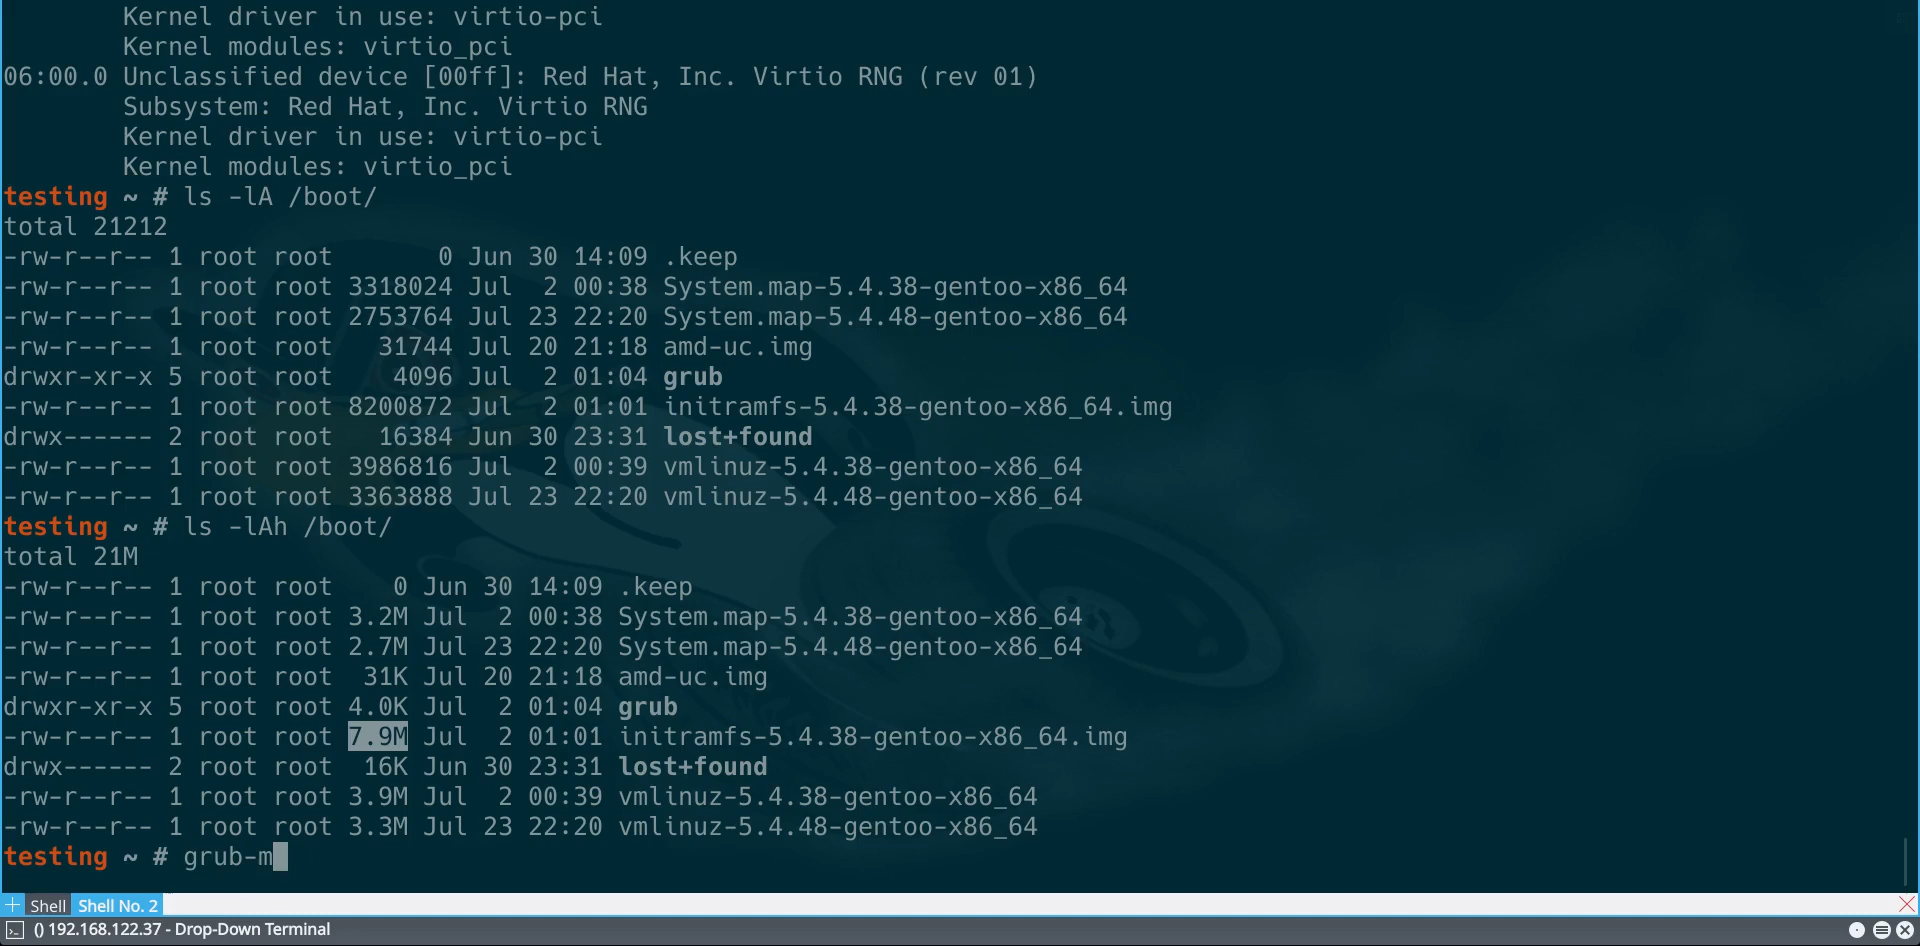 Kernel driver in use: virtio-pci
        Kernel modules: virtio_pci
06:00.0 Unclassified device [00ff]: Red Hat, Inc. Virtio RNG (rev 01)
        Subsystem: Red Hat, Inc. Virtio RNG
        Kernel driver in use: virtio-pci
        Kernel modules: virtio_pci
testing ~ # ls -lA /boot/
total 21212
-rw-r--r-- 1 root root       0 Jun 30 14:09 .keep
-rw-r--r-- 1 root root 3318024 Jul  2 00:38 System.map-5.4.38-gentoo-x86_64
-rw-r--r-- 1 root root 2753764 Jul 23 22:20 System.map-5.4.48-gentoo-x86_64
-rw-r--r-- 1 root root   31744 Jul 20 21:18 amd-uc.img
drwxr-xr-x 5 root root    4096 Jul  2 01:04 grub
-rw-r--r-- 1 root root 8200872 Jul  2 01:01 initramfs-5.4.38-gentoo-x86_64.img
drwx------ 2 root root   16384 Jun 30 23:31 lost+found
-rw-r--r-- 1 root root 3986816 Jul  2 00:39 vmlinuz-5.4.38-gentoo-x86_64
-rw-r--r-- 1 root root 3363888 Jul 23 22:20 vmlinuz-5.4.48-gentoo-x86_64
testing ~ # ls -lAh /boot/
total 21M
-rw-r--r-- 1 root root    0 Jun 30 14:09 .keep
-rw-r--r-- 1 root root 3.2M Jul  2 00:38 System.map-5.4.38-gentoo-x86_64
-rw-r--r-- 1 root root 2.7M Jul 23 22:20 System.map-5.4.48-gentoo-x86_64
-rw-r--r-- 1 root root  31K Jul 20 21:18 amd-uc.img
drwxr-xr-x 5 root root 4.0K Jul  2 01:04 grub
-rw-r--r-- 1 root root 7.9M Jul  2 01:01 initramfs-5.4.38-gentoo-x86_64.img
drwx------ 2 root root  16K Jun 30 23:31 lost+found
-rw-r--r-- 1 root root 3.9M Jul  2 00:39 vmlinuz-5.4.38-gentoo-x86_64
-rw-r--r-- 1 root root 3.3M Jul 23 22:20 vmlinuz-5.4.48-gentoo-x86_64
testing ~ # grub-m
Shell Shell No. 2
() 192.168.122.37 - Drop-Down Terminal